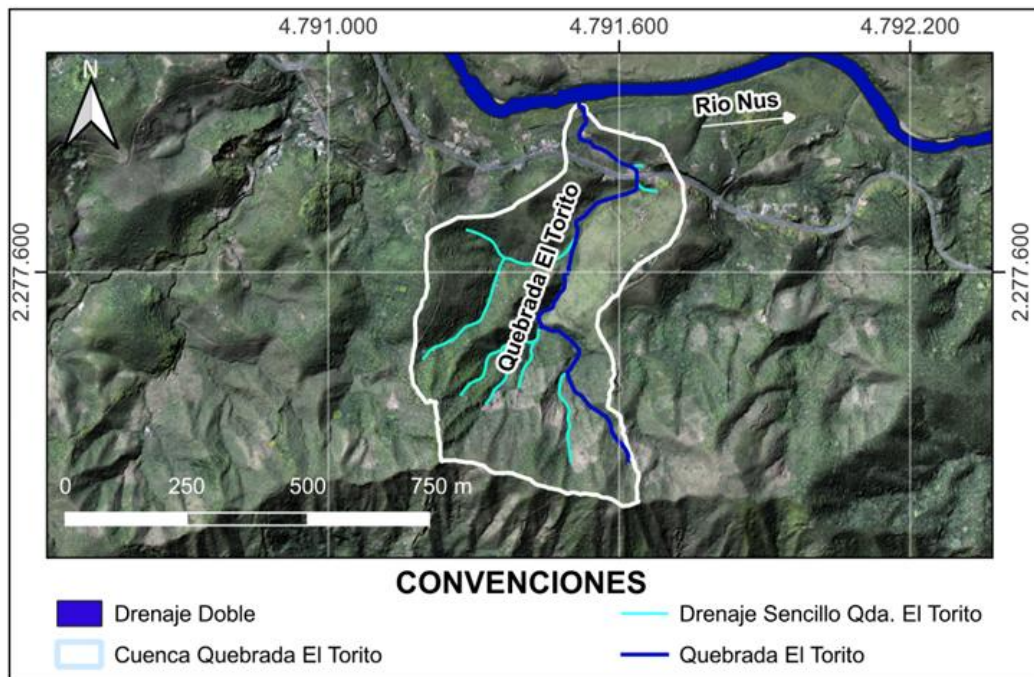 4.791.000
4.791.600
4.792.200
N
Rio Nus
Quebrada El Torito
2.277.600
2.277.600
0
250
500
750 m
CONVENCIONES
Drenaje Doble
Drenaje Sencillo Qda. El Torito
Cuenca Quebrada El Torito
Quebrada El Torito